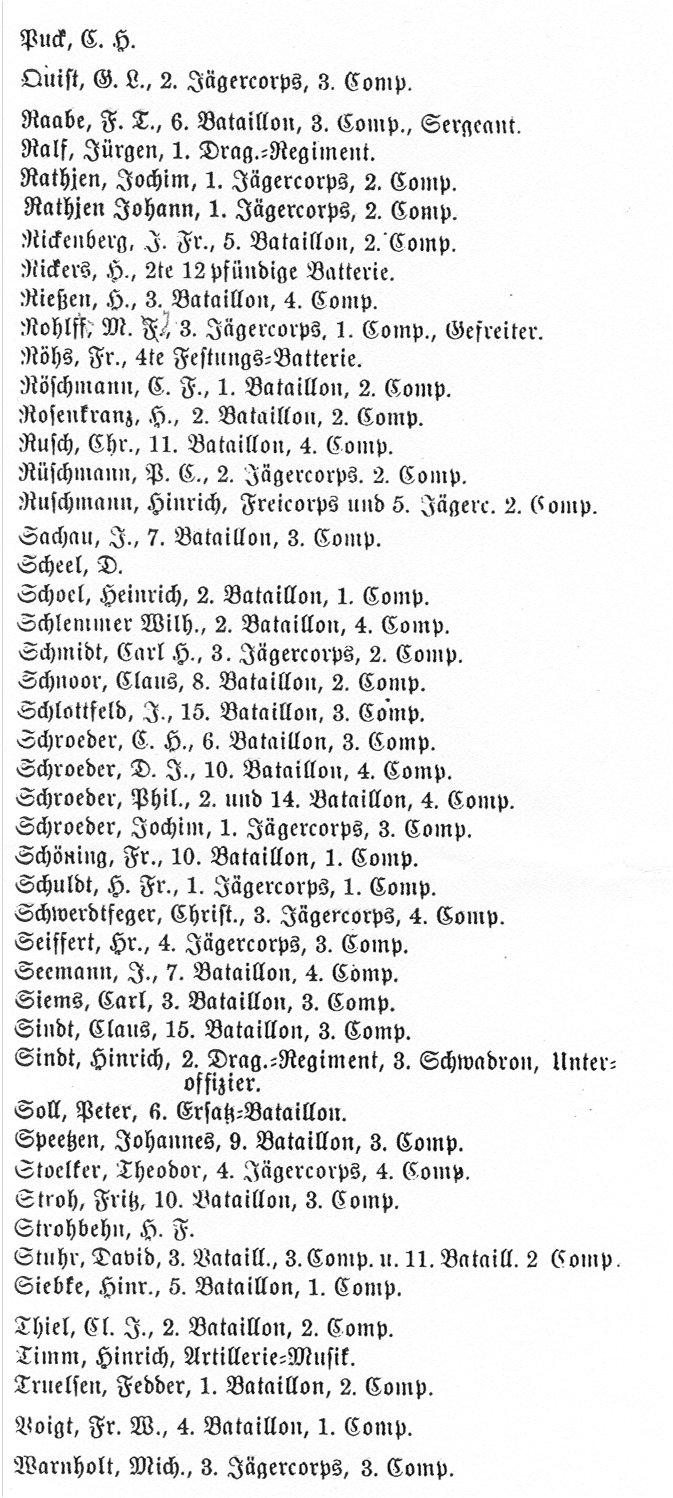 Puck, C. H.
Quist, G. L., 2. Jägercorps, 3. Comp.
Raabe, F. T., 6. Bataillon, 3. Comp., Sergeant.
Ralf, Jürgen, 1. Drag.-Regiment.
Rathjen, Jochim, 1. Jägercorps, 2. Comp.
Rathjen Johann, 1. Jägercorps, 2. Comp.
Rickenberg, J. Fr., 5. Bataillon, 2. Comp.
Rickers, H., 2te 12pfündige Batterie.
Rießen, H., 3. Bataillon, 4. Comp.
Rohlff, M. F., 3. Jägercorps, 1. Comp., Gefreiter.
Röhs, Fr., 4te Festungs-Batterie.
Röschmann, C. F., 1. Bataillon, 2. Comp.
Rosenkranz, H., 2. Bataillon, 2. Comp.
Rusch, Chr., 11. Bataillon, 4. Comp.
Rüschmann, P. C., 2. Jägercorps. 2. Comp.
Ruschmann, Hinrich, Freicorps und 5. Jägerc. 2. Comp.
Sachau, J., 7. Bataillon, 3. Comp.
Scheel, D.
Schoel, Heinrich, 2. Bataillon, 1. Comp.
Schlemmer Wilh., 2. Bataillon, 4. Comp.
Schmidt, Carl H., 3. Jägercorps, 2. Comp.
Schnoor, Claus, 8. Bataillon, 2. Comp.
Schlottfeld, J., 15. Bataillon, 3. Comp.
Schroeder, C. H., 6. Bataillon, 3. Comp.
Schroeder, D. J., 10. Bataillon, 4. Comp.
Schroeder, Phil., 2. und 14. Bataillon, 4. Comp.
Schroeder, Jochim, 1. Jägercorps, 3. Comp.
Schöning, Fr., 10. Bataillon, 1. Comp.
Schuldt, H. Fr., 1. Jägercorps, 1. Comp.
Schwerdtfeger, Christ., 3. Jägercorps, 4. Comp.
Seiffert, Hr., 4. Jägercorps, 3. Comp.
Seemann, J., 7. Bataillon, 4. Comp.
Siems, Carl, 3. Bataillon, 3. Comp.
Sindt, Claus, 15. Bataillon, 3. Comp.
Sindt, Hinrich, 2. Drag.-Regiment, 3. Schwadron, Unter-
offizier.
Soll, Peter, 6. Ersatz-Bataillon.
Speetzen, Johannes, 9. Bataillon, 3. Comp.
Stoelker, Theodor, 4. Jägercorps, 4. Comp.
Stroh, Fritz, 10. Bataillon, 3. Comp.
Strohbehn, H. F.
Stuhr, David, 3. Bataill., 3. Comp. u. 11. Bataill. 2 Comp.
Siebke, Hinr., 5. Bataillon, 1. Comp.
Thiel, Cl. J., 2. Bataillon, 2. Comp.
Timm, Hinrich, Artillerie-Musik.
Truelsen, Fedder, 1. Bataillon, 2. Comp.
Voigt, Fr. W., 4. Bataillon, 1. Comp.
Warnholt, Mich., 3. Jägercorps, 3. Comp.